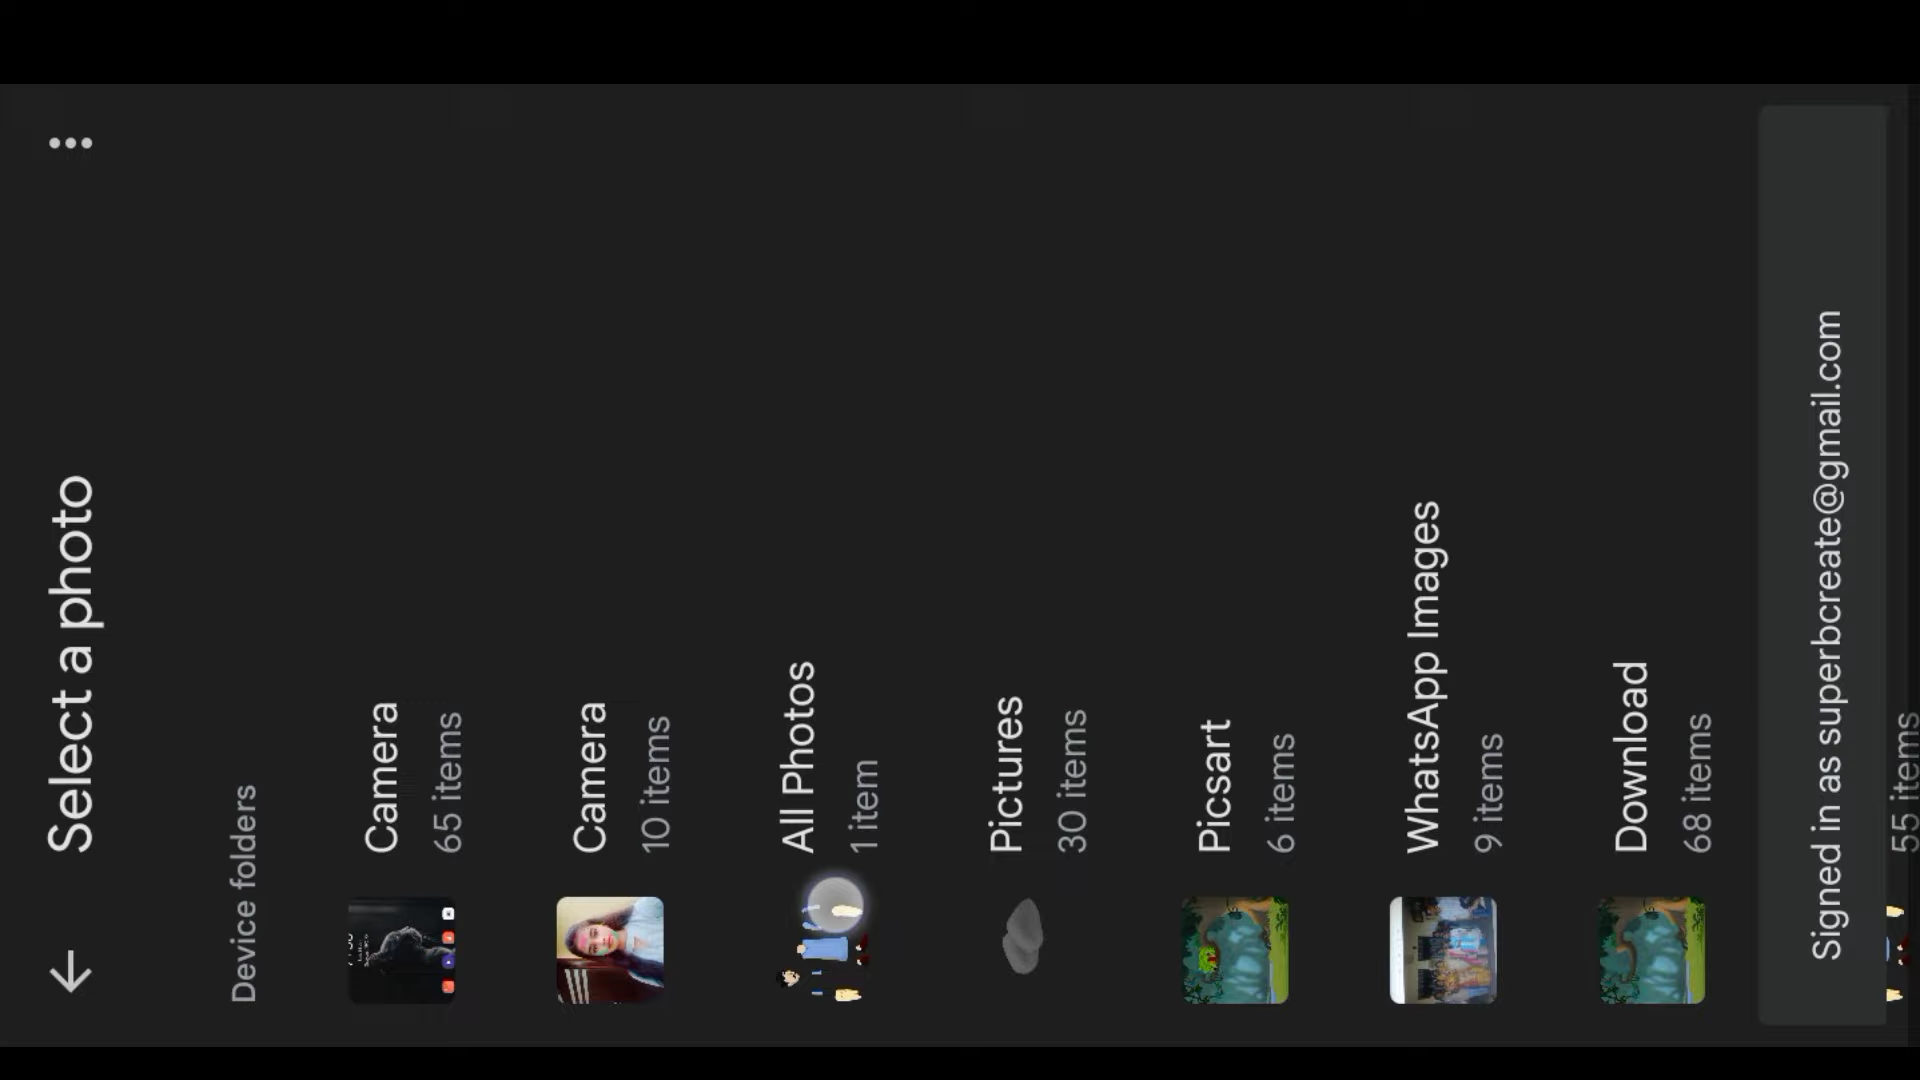 Select a photo
Device folders
Camera
65 items
Camera
10 items
All Photos
1 item
Pictures
30 items
Picsart
6 items
WhatsApp Images
9 items
Download
68 items
Signed in as superbcreate@gmail.com
55 items